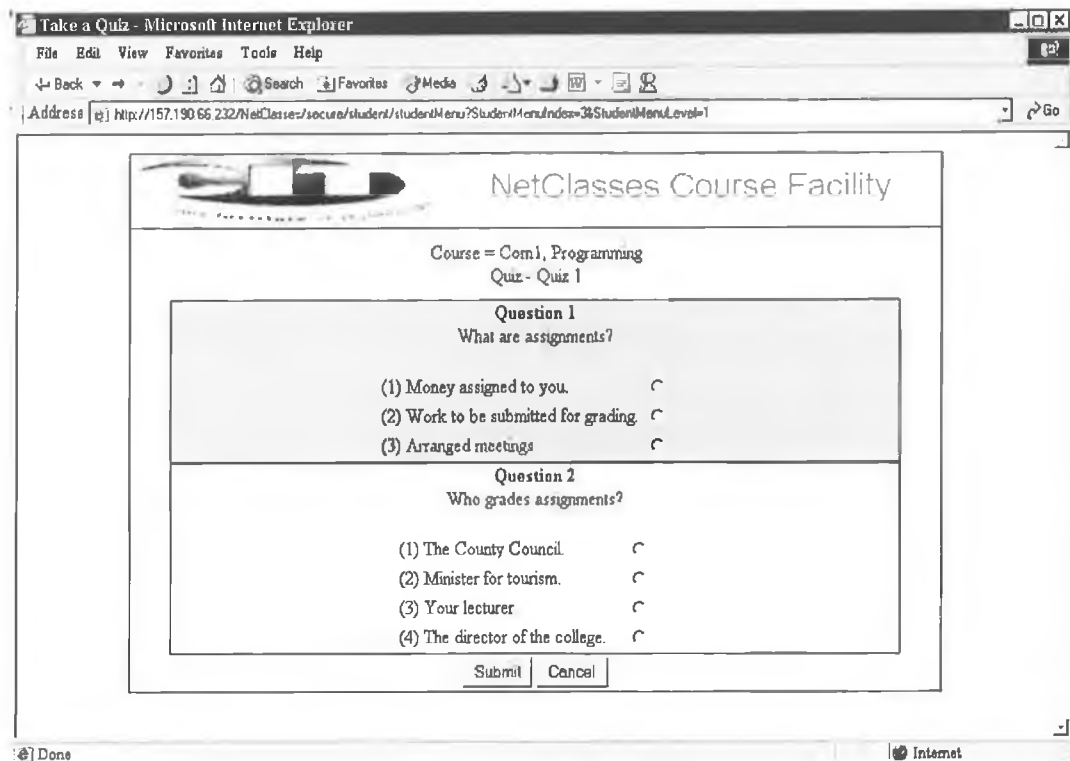 Take a Quiz - Microsoft Internet Explorer
File Edit View Favorites Tools Help
Back Search Favorites Media
Address http://157.190.66.232/NetClasses/secure/student/studentMenu?StudentMenuIndex=3&StudentMenuLevel=1 Go
NetClasses Course Facility
Course = Com1, Programming
Quiz - Quiz 1
Question 1
What are assignments?
(1) Money assigned to you.
(2) Work to be submitted for grading.
(3) Arranged meetings
Question 2
Who grades assignments?
(1) The County Council.
(2) Minister for tourism.
(3) Your lecturer
(4) The director of the college.
Submit Cancel
Done Internet